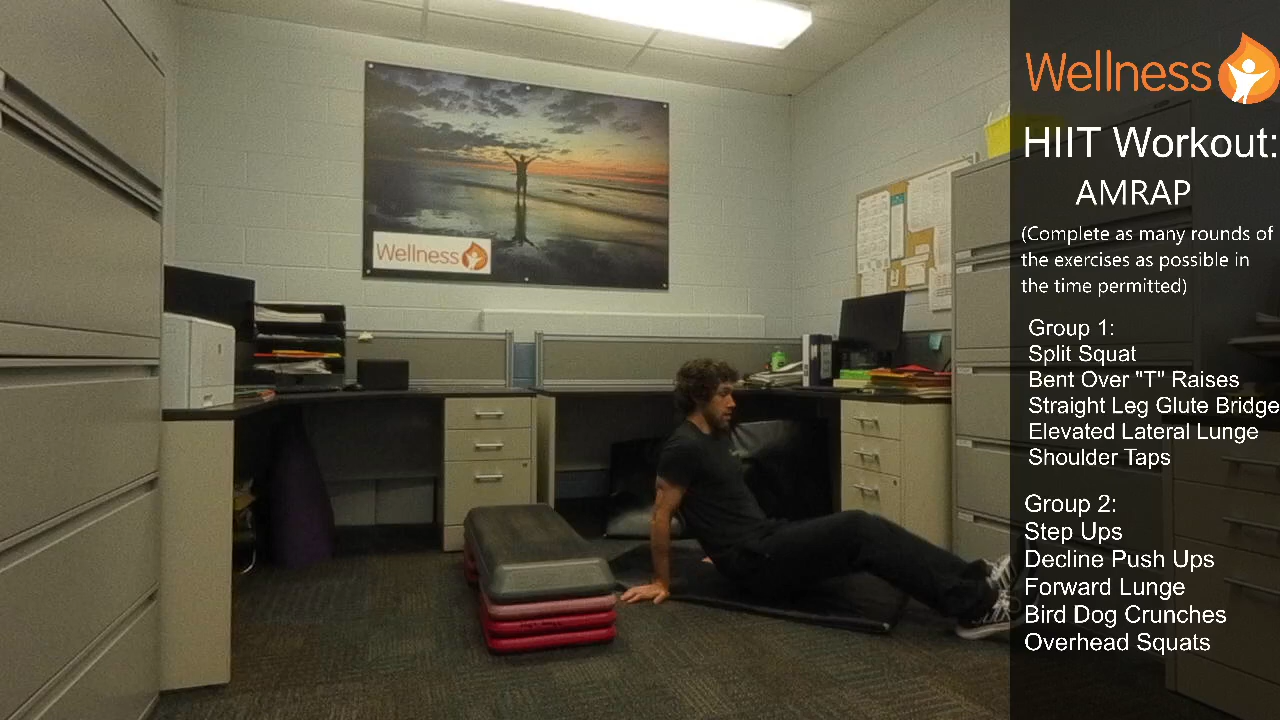 Wellness
Wellness
HIIT Workout:
AMRAP
(Complete as many rounds of
the exercises as possible in
the time permitted)
Group 1:
Split Squat
Bent Over "T" Raises
Straight Leg Glute Bridge
Elevated Lateral Lunge
Shoulder Taps
Group 2:
Step Ups
Decline Push Ups
Forward Lunge
Bird Dog Crunches
Overhead Squats